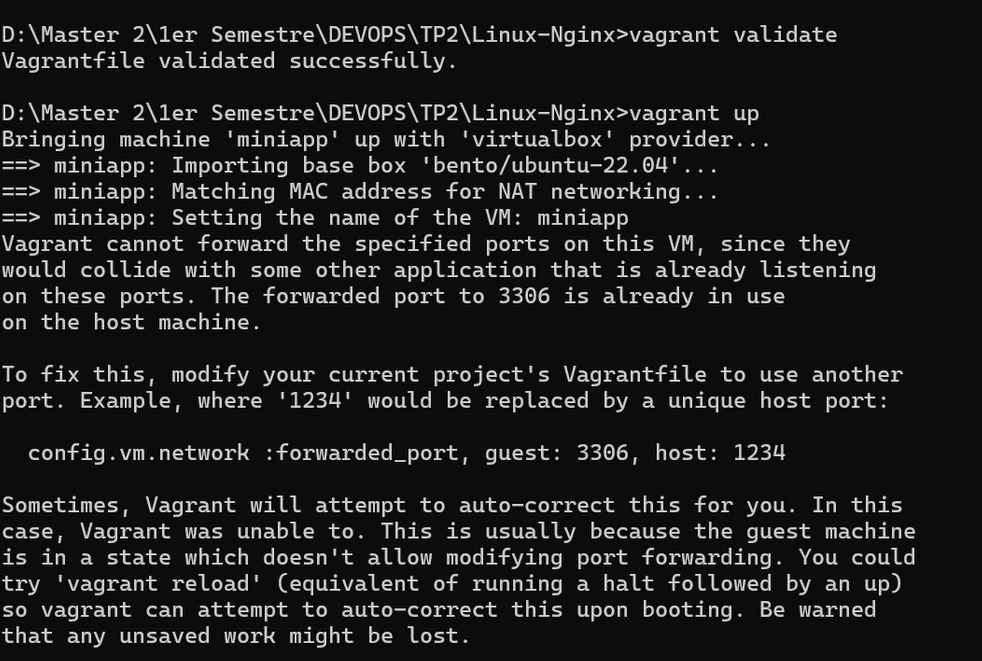 D:\Master 2\1er Semestre\DEVOPS\TP2\Linux-Nginx>vagrant validate
Vagrantfile validated successfully.
D:\Master 2\1er Semestre\DEVOPS\TP2\Linux-Nginx>vagrant up
Bringing machine 'miniapp' up with 'virtualbox' provider...
==> miniapp: Importing base box 'bento/ubuntu-22.04'...
==> miniapp: Matching MAC address for NAT networking...
==> miniapp: Setting the name of the VM: miniapp
Vagrant cannot forward the specified ports on this VM, since they
would collide with some other application that is already listening
on these ports. The forwarded port to 3306 is already in use
on the host machine.
To fix this, modify your current project's Vagrantfile to use another
port. Example, where '1234' would be replaced by a unique host port:
config.vm.network :forwarded_port, guest: 3306, host: 1234
Sometimes, Vagrant will attempt to auto-correct this for you. In this
case, Vagrant was unable to. This is usually because the guest machine
is in a state which doesn't allow modifying port forwarding. You could
try 'vagrant reload' (equivalent of running a halt followed by an up)
so vagrant can attempt to auto-correct this upon booting. Be warned
that any unsaved work might be lost.